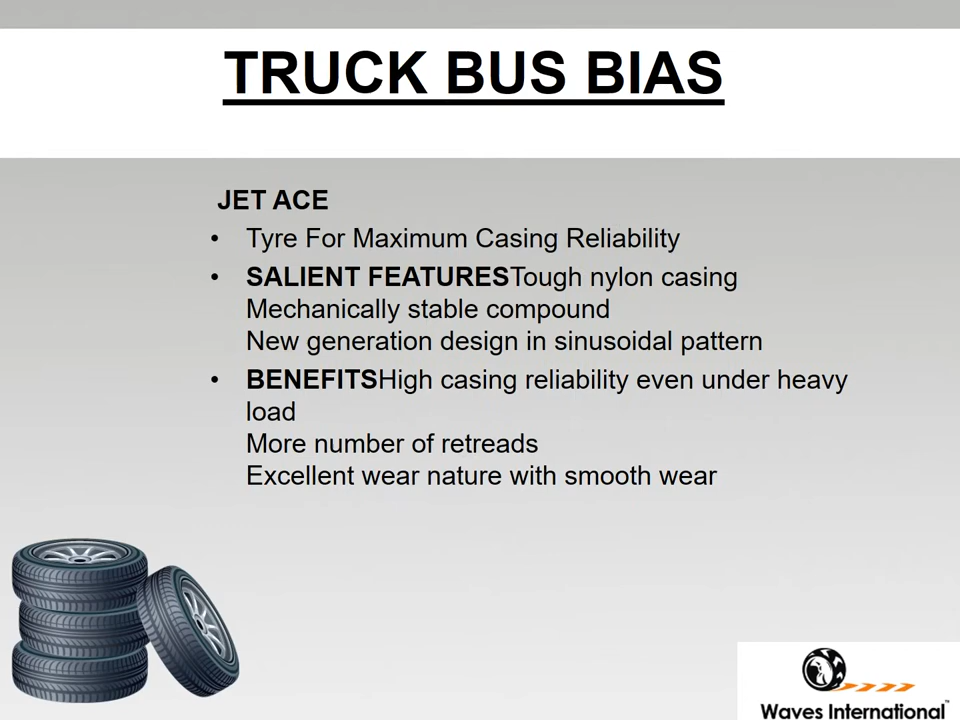 TRUCK BUS BIAS
JET ACE
• Tyre For Maximum Casing Reliability
• SALIENT FEATURESTough nylon casing
Mechanically stable compound
New generation design in sinusoidal pattern
• BENEFITSHigh casing reliability even under heavy
load
More number of retreads
Excellent wear nature with smooth wear
Waves International™